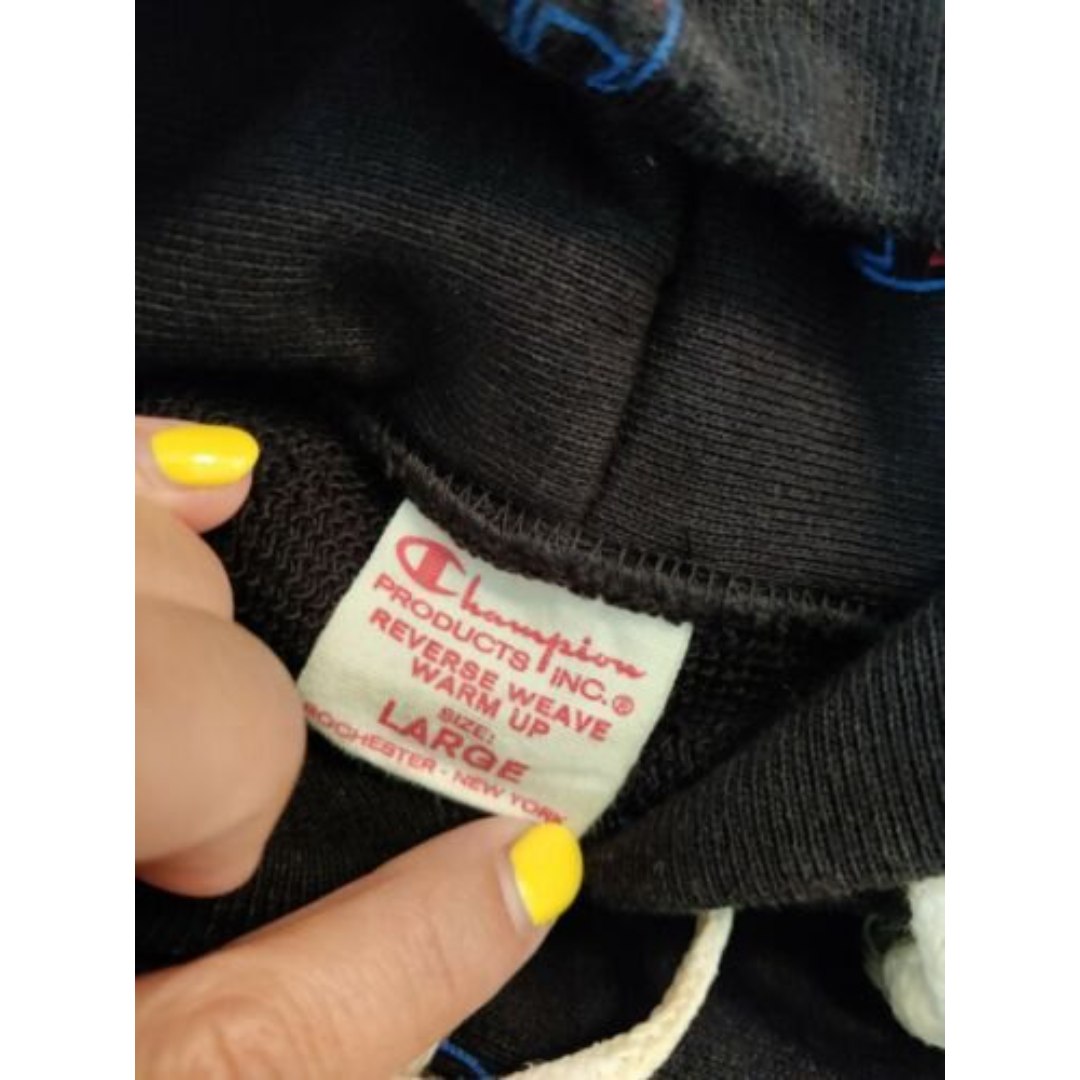 Champion
PRODUCTS INC.®
REVERSE WEAVE
WARM UP
SIZE:
LARGE
ROCHESTER - NEW YORK